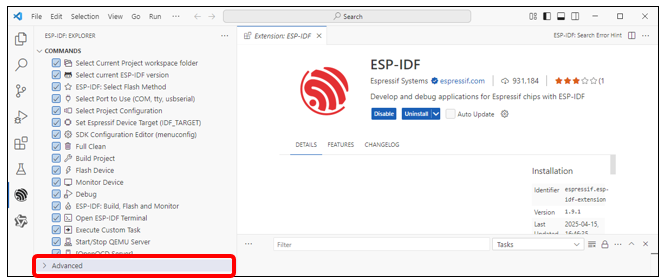 File Edit Selection View Go Run ··· Search
ESP-IDF: EXPLORER ···
COMMANDS
Select Current Project workspace folder
Select current ESP-IDF version
ESP-IDF: Select Flash Method
Select Port to Use (COM, tty, usbserial)
Select Project Configuration
Set Espressif Device Target (IDF_TARGET)
SDK Configuration Editor (menuconfig)
Full Clean
Build Project
Flash Device
Monitor Device
Debug
ESP-IDF: Build, Flash and Monitor
Open ESP-IDF Terminal
Execute Custom Task
Start/Stop QEMU Server
[OpenOCD Server]
Advanced
Extension: ESP-IDF
ESP-IDF: Search Error Hint ···
ESP-IDF
Espressif Systems espressif.com 931,184 (1
Develop and debug applications for Espressif chips with ESP-IDF
Disable Uninstall Auto Update
DETAILS FEATURES CHANGELOG
Installation
Identifier espressif.esp-
idf-extension
Version 1.9.1
Last 2025-04-15,
Updated 16:46:25
··· Filter Tasks ···